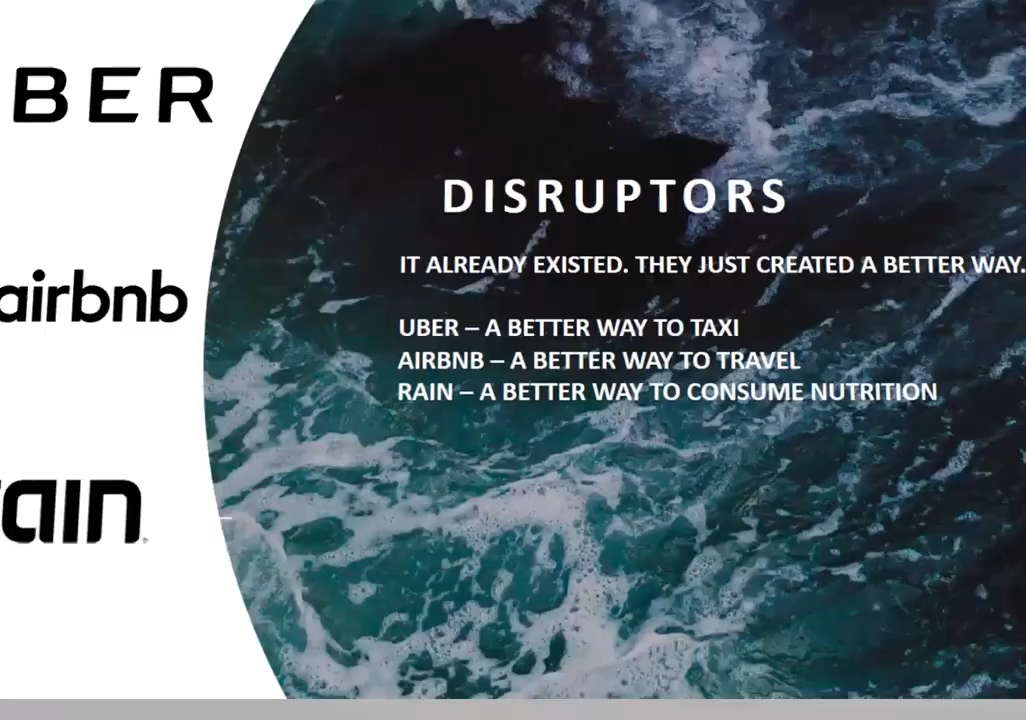 BER
DISRUPTORS
IT ALREADY EXISTED. THEY JUST CREATED A BETTER WAY.
airbnb
UBER – A BETTER WAY TO TAXI
AIRBNB – A BETTER WAY TO TRAVEL
RAIN – A BETTER WAY TO CONSUME NUTRITION
rain